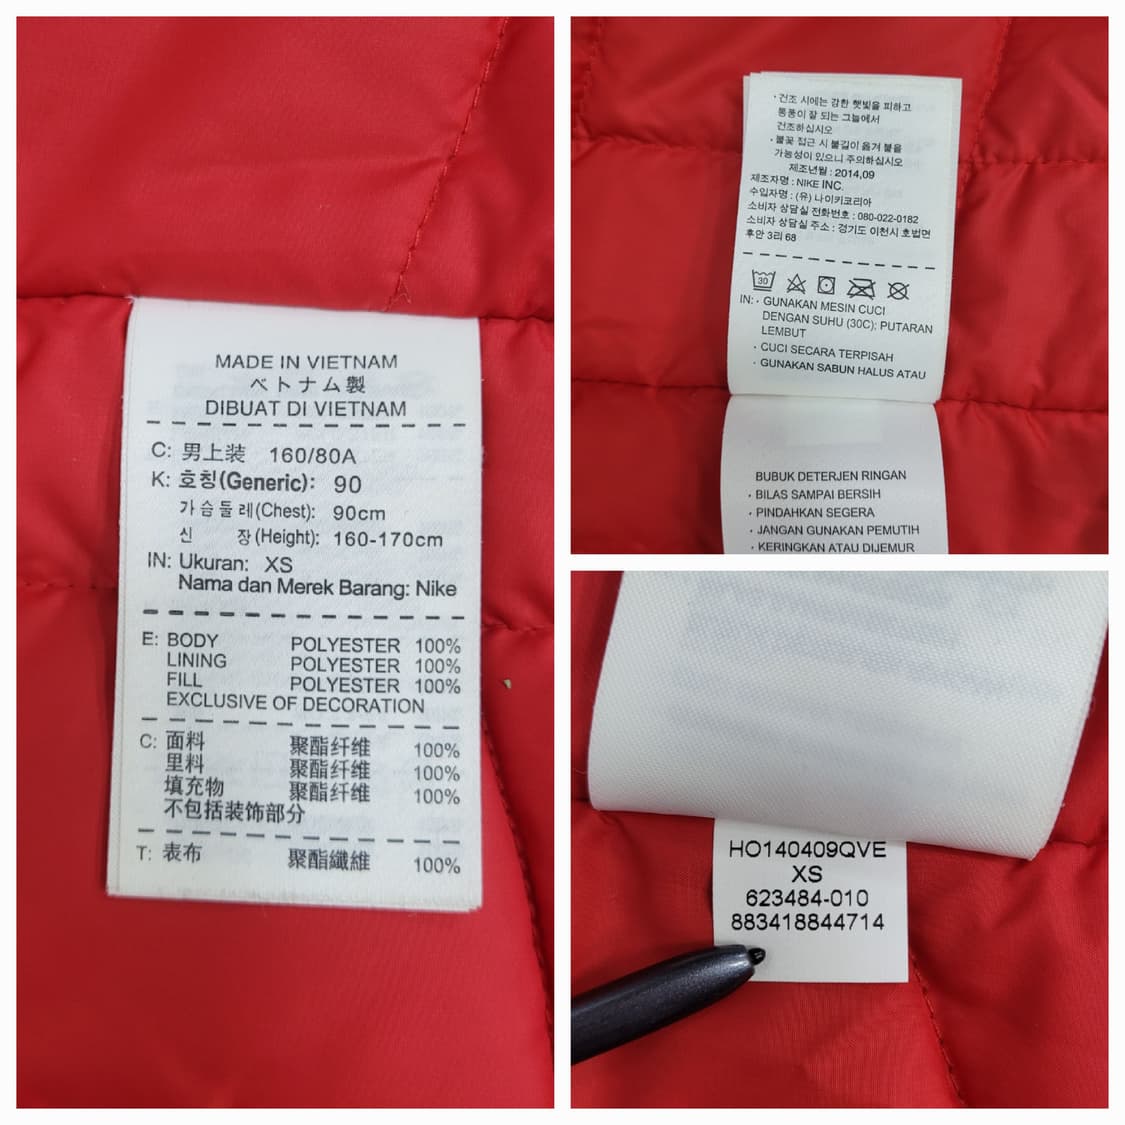 MADE IN VIETNAM
ベトナム製
DIBUAT DI VIETNAM
C: 男上装 160/80A
K: 호칭(Generic): 90
가슴둘레(Chest): 90cm
신 장(Height): 160-170cm
IN: Ukuran: XS
Nama dan Merek Barang: Nike
E: BODY POLYESTER 100%
LINING POLYESTER 100%
FILL POLYESTER 100%
EXCLUSIVE OF DECORATION
C: 面料 聚酯纤维 100%
里料 聚酯纤维 100%
填充物 聚酯纤维 100%
不包括装饰部分
T: 表布 聚酯纖維 100%
· 건조 시에는 강한 햇빛을 피하고
통풍이 잘 되는 그늘에서
건조하십시오
· 불꽃 접근 시 불길이 옮겨 붙을
가능성이 있으니 주의하십시오
제조년월 : 2014,09
제조자명 : NIKE INC.
수입자명 : (유) 나이키코리아
소비자 상담실 전화번호 : 080-022-0182
소비자 상담실 주소 : 경기도 이천시 호법면
후안 3리 68
30
IN: · GUNAKAN MESIN CUCI
DENGAN SUHU (30C); PUTARAN
LEMBUT
· CUCI SECARA TERPISAH
· GUNAKAN SABUN HALUS ATAU
BUBUK DETERJEN RINGAN
· BILAS SAMPAI BERSIH
· PINDAHKAN SEGERA
· JANGAN GUNAKAN PEMUTIH
· KERINGKAN ATAU DIJEMUR
HO140409QVE
XS
623484-010
883418844714